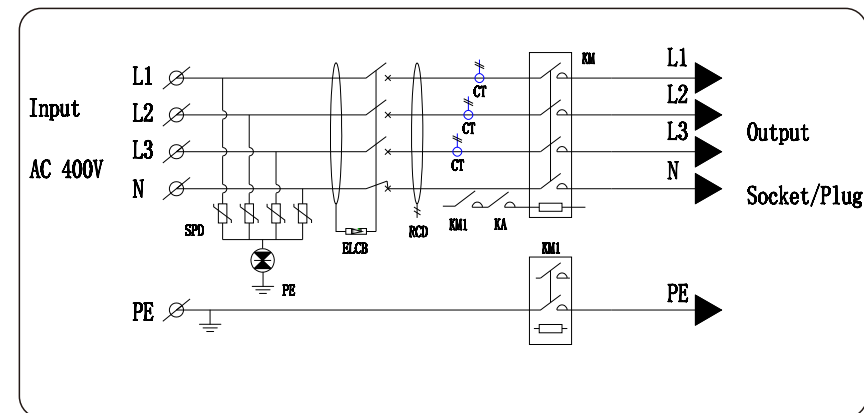 L1
L2
L3
N
PE
Input
AC 400V
SPD
PE
ELCB
RCD
CT
CT
CT
KM1
KA
KM
KM1
L1
L2
L3
N
PE
Output
Socket/Plug